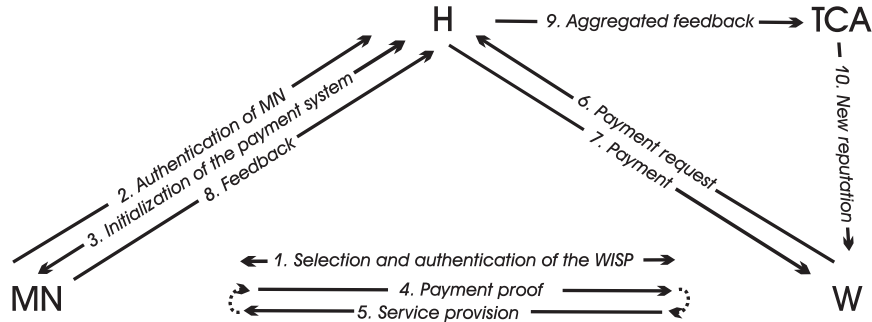 H
9. Aggregated feedback
TCA
2. Authentication of MN
3. Initialization of the payment system
8. Feedback
6. Payment request
7. Payment
10. New reputation
1. Selection and authentication of the WISP
4. Payment proof
5. Service provision
MN
W